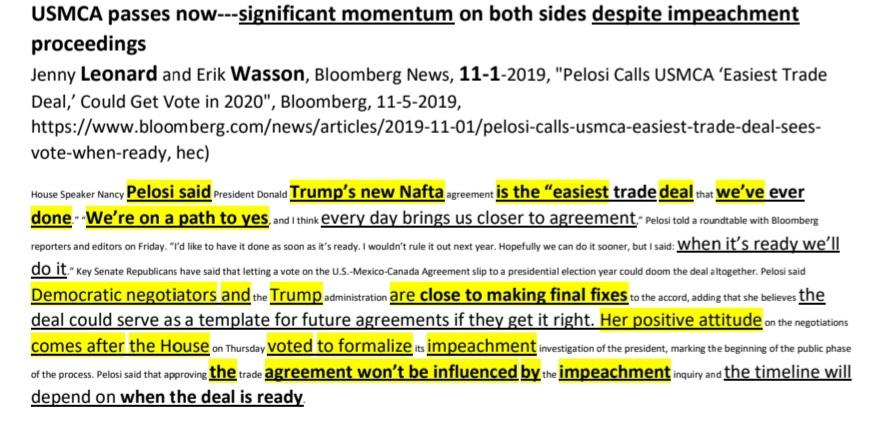 USMCA passes now---significant momentum on both sides despite impeachment
proceedings
Jenny Leonard and Erik Wasson, Bloomberg News, 11-1-2019, "Pelosi Calls USMCA ‘Easiest Trade
Deal,’ Could Get Vote in 2020", Bloomberg, 11-5-2019,
https://www.bloomberg.com/news/articles/2019-11-01/pelosi-calls-usmca-easiest-trade-deal-sees-
vote-when-ready, hec)
House Speaker Nancy Pelosi said President Donald Trump’s new Nafta agreement is the “easiest trade deal that we’ve ever
done.” “We’re on a path to yes, and I think every day brings us closer to agreement,” Pelosi told a roundtable with Bloomberg
reporters and editors on Friday. “I’d like to have it done as soon as it’s ready. I wouldn’t rule it out next year. Hopefully we can do it sooner, but I said: when it’s ready we’ll
do it.” Key Senate Republicans have said that letting a vote on the U.S.-Mexico-Canada Agreement slip to a presidential election year could doom the deal altogether. Pelosi said
Democratic negotiators and the Trump administration are close to making final fixes to the accord, adding that she believes the
deal could serve as a template for future agreements if they get it right. Her positive attitude on the negotiations
comes after the House on Thursday voted to formalize its impeachment investigation of the president, marking the beginning of the public phase
of the process. Pelosi said that approving the trade agreement won’t be influenced by the impeachment inquiry and the timeline will
depend on when the deal is ready.